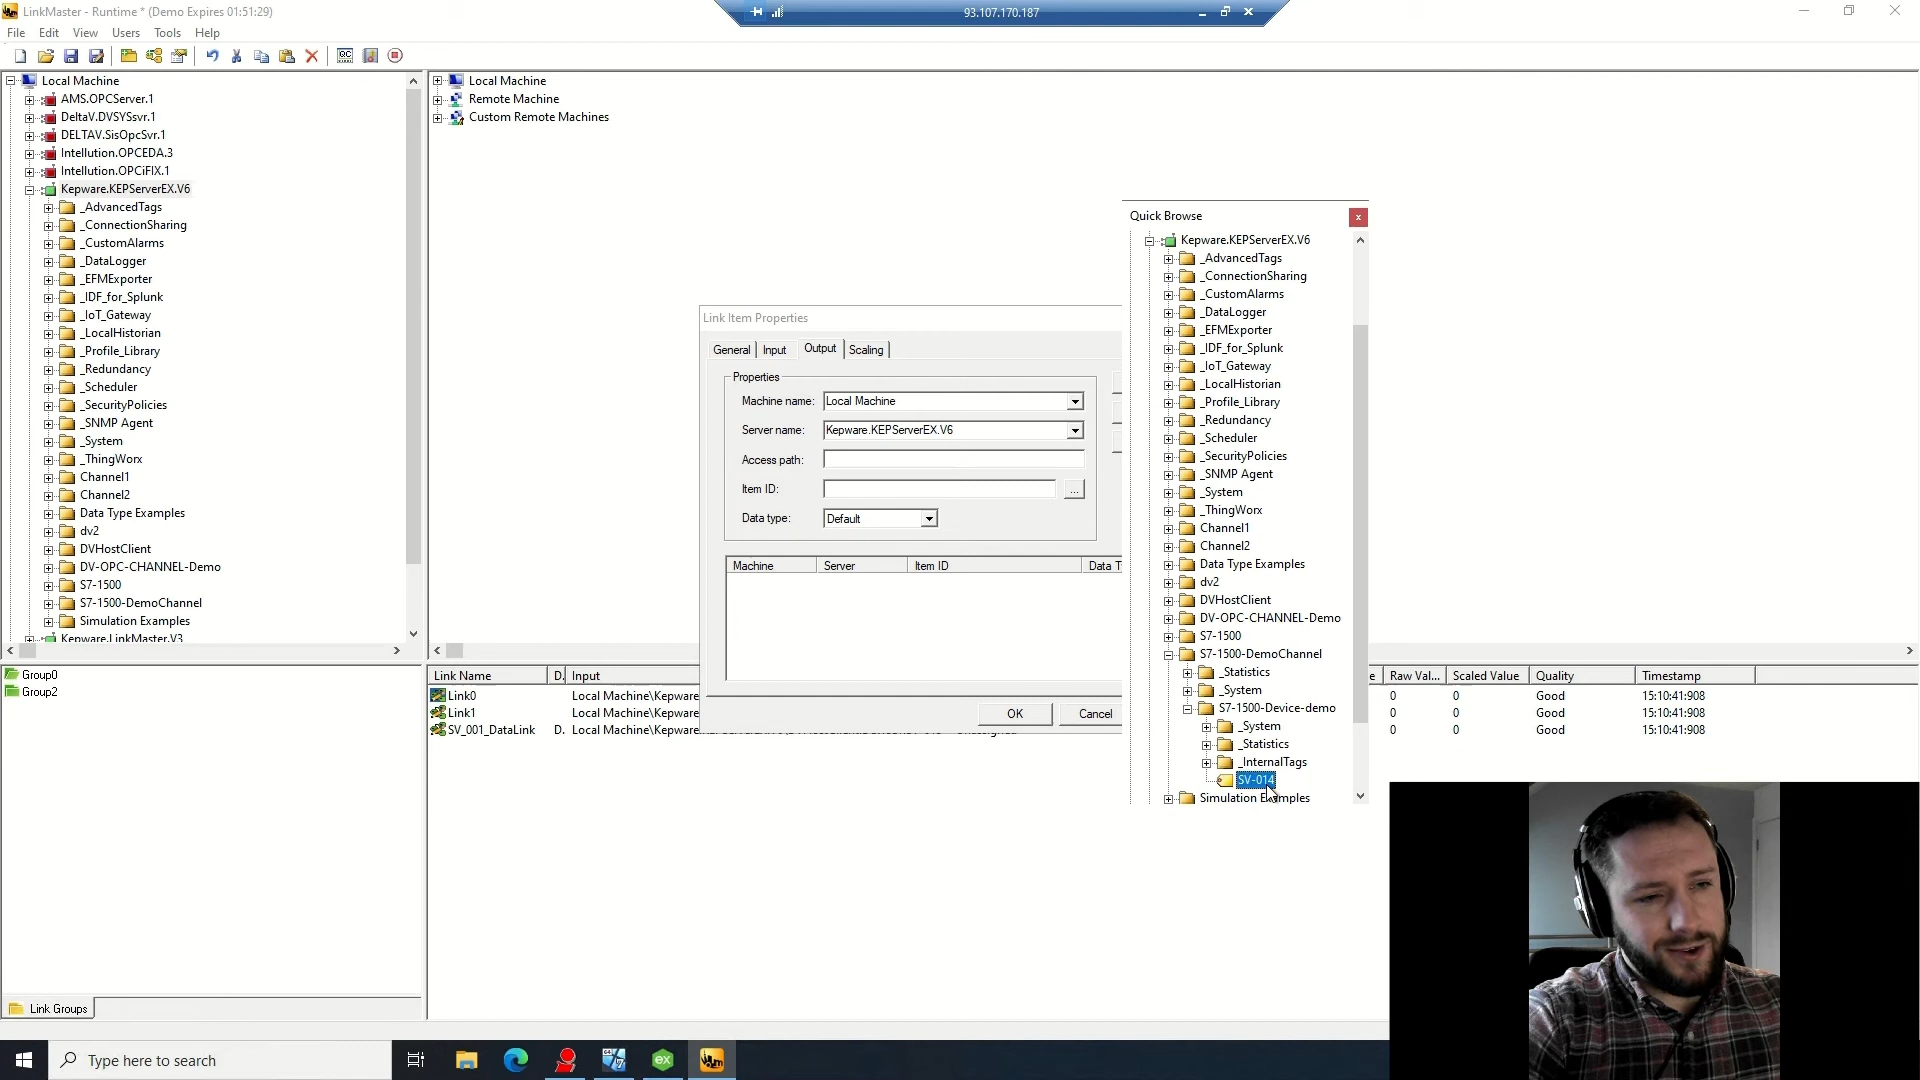 LinkMaster - Runtime * (Demo Expires 01:51:29)
93.107.170.187
File Edit View Users Tools Help
Local Machine
AMS.OPCServer.1
DeltaV.DVSYSsvr.1
DELTAV.SisOpcSvr.1
Intellution.OPCEDA.3
Intellution.OPCiFIX.1
Kepware.KEPServerEX.V6
_AdvancedTags
_ConnectionSharing
_CustomAlarms
_DataLogger
_EFMExporter
_IDF_for_Splunk
_IoT_Gateway
_LocalHistorian
_Profile_Library
_Redundancy
_Scheduler
_SecurityPolicies
_SNMP Agent
_System
_ThingWorx
Channel1
Channel2
Data Type Examples
dv2
DVHostClient
DV-OPC-CHANNEL-Demo
S7-1500
S7-1500-DemoChannel
Simulation Examples
Kepware.LinkMaster.V3
Local Machine
Remote Machine
Custom Remote Machines
Link Item Properties
General Input Output Scaling
Properties
Machine name: Local Machine
Server name: Kepware.KEPServerEX.V6
Access path:
Item ID: ...
Data type: Default
Machine Server Item ID Data T
OK Cancel
Quick Browse
Kepware.KEPServerEX.V6
_AdvancedTags
_ConnectionSharing
_CustomAlarms
_DataLogger
_EFMExporter
_IDF_for_Splunk
_IoT_Gateway
_LocalHistorian
_Profile_Library
_Redundancy
_Scheduler
_SecurityPolicies
_SNMP Agent
_System
_ThingWorx
Channel1
Channel2
Data Type Examples
dv2
DVHostClient
DV-OPC-CHANNEL-Demo
S7-1500
S7-1500-DemoChannel
_Statistics
_System
S7-1500-Device-demo
_System
_Statistics
_InternalTags
SV-014
Simulation Examples
Group0
Group2
Link Groups
Link Name D. Input e Raw Val... Scaled Value Quality Timestamp
Link0 Local Machine\Kepware 0 0 Good 15:10:41:908
Link1 Local Machine\Kepware 0 0 Good 15:10:41:908
SV_001_DataLink D. Local Machine\Kepware 0 0 Good 15:10:41:908
Type here to search